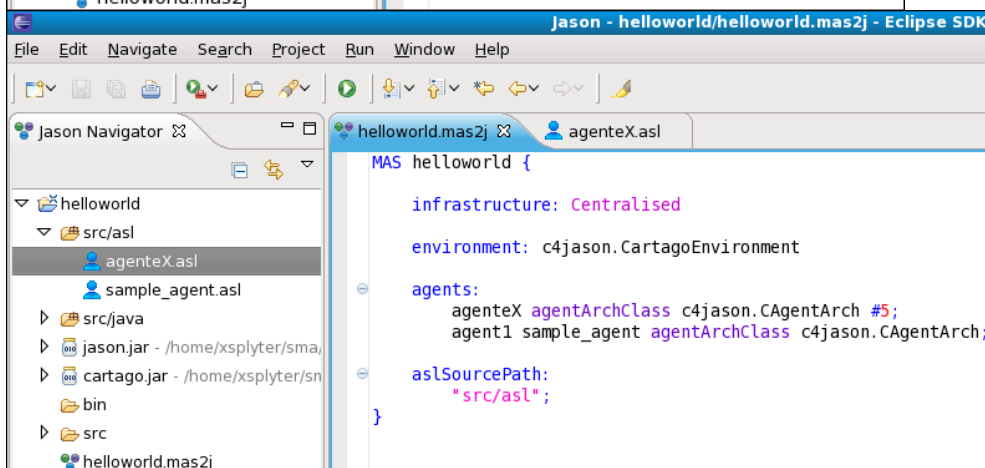 helloworld.mas2j
Jason - helloworld/helloworld.mas2j - Eclipse SDK
File Edit Navigate Search Project Run Window Help
Jason Navigator
helloworld.mas2j
agenteX.asl
helloworld
src/asl
agenteX.asl
sample_agent.asl
src/java
jason.jar - /home/xsplyter/sma/
cartago.jar - /home/xsplyter/sn
bin
src
helloworld.mas2j
MAS helloworld {
infrastructure: Centralised
environment: c4jason.CartagoEnvironment
agents:
agenteX agentArchClass c4jason.CAgentArch #5;
agent1 sample_agent agentArchClass c4jason.CAgentArch;
aslSourcePath:
"src/asl";
}